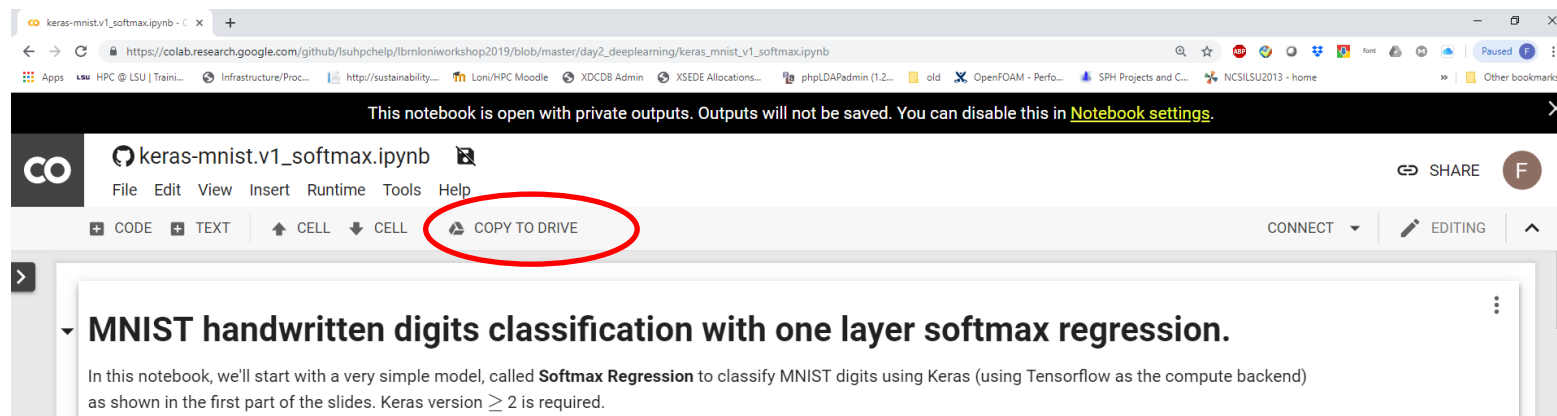 keras-mnist.v1_softmax.ipynb - C
https://colab.research.google.com/github/lsuhpchelp/lbrnloniworkshop2019/blob/master/day2_deeplearning/keras_mnist_v1_softmax.ipynb ABP font Paused F
Apps LSU HPC @ LSU | Traini... Infrastructure/Proc... http://sustainability.... Loni/HPC Moodle XDCDB Admin XSEDE Allocations... phpLDAPadmin (1.2... old OpenFOAM - Perfo... SPH Projects and C... NCSILSU2013 - home » Other bookmarks
This notebook is open with private outputs. Outputs will not be saved. You can disable this in Notebook settings.
CO keras-mnist.v1_softmax.ipynb
SHARE F
File Edit View Insert Runtime Tools Help
CODE TEXT CELL CELL COPY TO DRIVE CONNECT EDITING
MNIST handwritten digits classification with one layer softmax regression.
In this notebook, we'll start with a very simple model, called Softmax Regression to classify MNIST digits using Keras (using Tensorflow as the compute backend)
as shown in the first part of the slides. Keras version ≥ 2 is required.